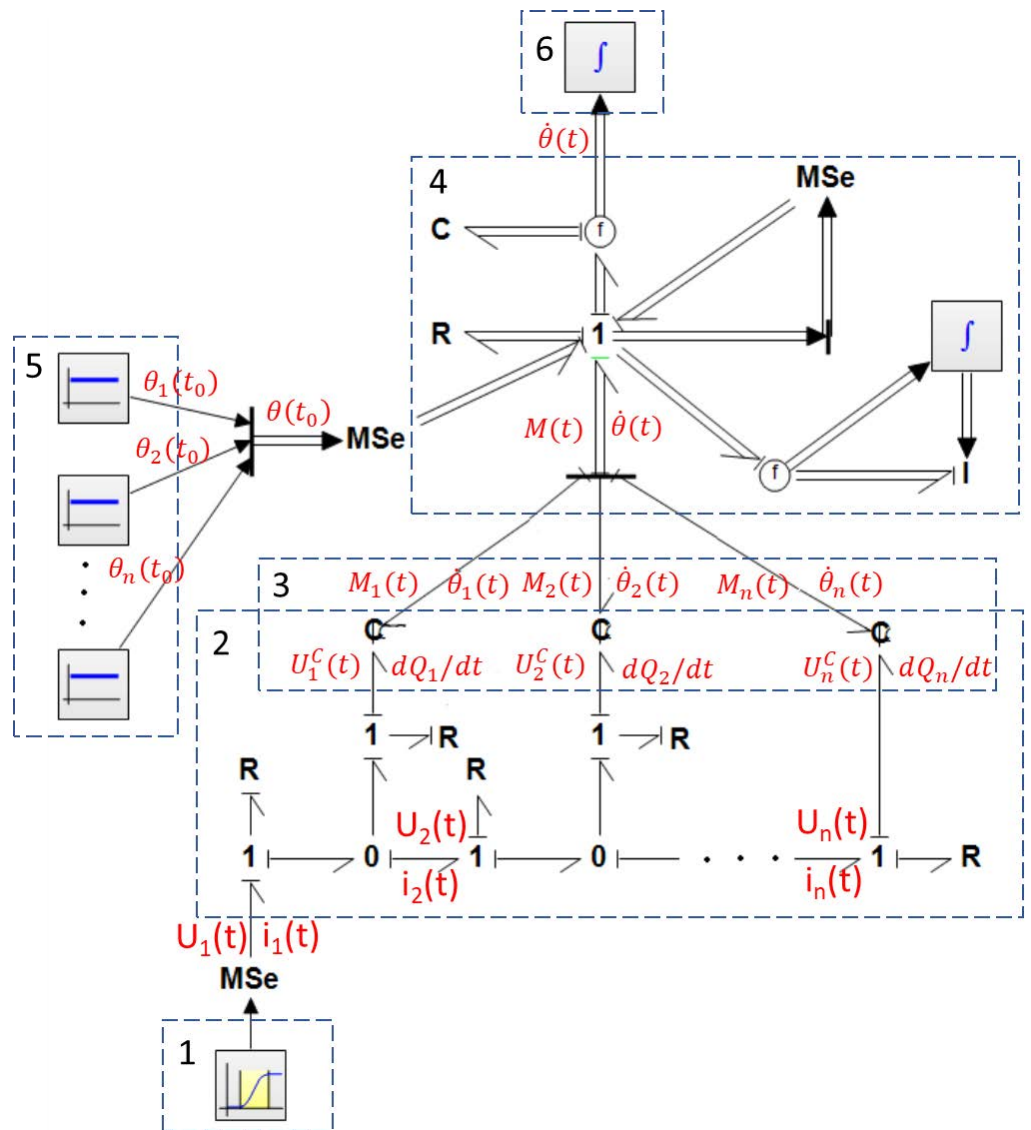 6
∫
θ̇(t)
4
MSe
C
f
R
1
∫
5
θ₁(t₀)
θ(t₀)
MSe
θ₂(t₀)
M(t)
θ̇(t)
f
I
θₙ(t₀)
3
M₁(t)
θ̇₁(t)
M₂(t)
θ̇₂(t)
Mₙ(t)
θ̇ₙ(t)
2
C
C
C
U₁ᶜ(t)
dQ₁/dt
U₂ᶜ(t)
dQ₂/dt
Uₙᶜ(t)
dQₙ/dt
1
R
1
R
R
R
U₂(t)
Uₙ(t)
1
0
1
0
. . .
1
R
i₂(t)
iₙ(t)
U₁(t)
i₁(t)
MSe
1